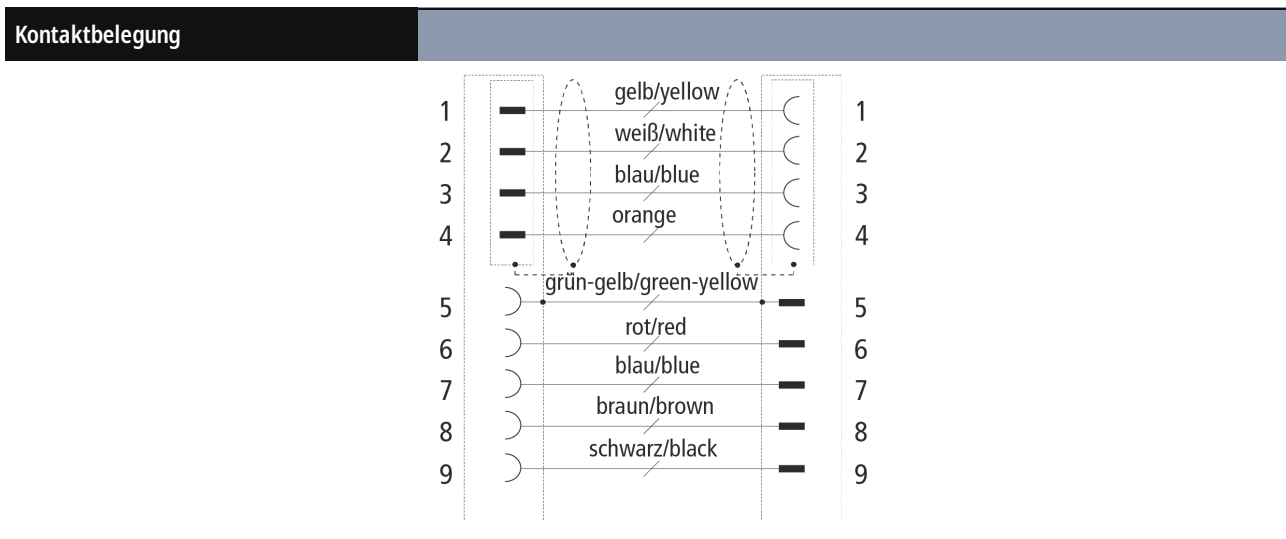 Kontaktbelegung
1 gelb/yellow 1
2 weiß/white 2
3 blau/blue 3
4 orange 4
5 grün-gelb/green-yellow 5
6 rot/red 6
7 blau/blue 7
8 braun/brown 8
9 schwarz/black 9